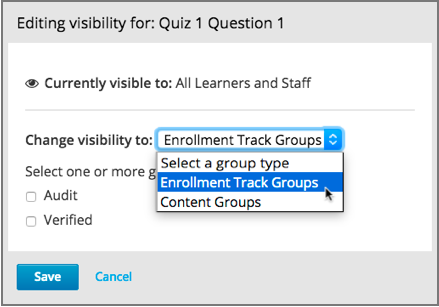 Editing visibility for: Quiz 1 Question 1
Currently visible to: All Learners and Staff
Change visibility to: Enrollment Track Groups
Select a group type
Select one or more g
Enrollment Track Groups
Audit
Content Groups
Verified
Save Cancel